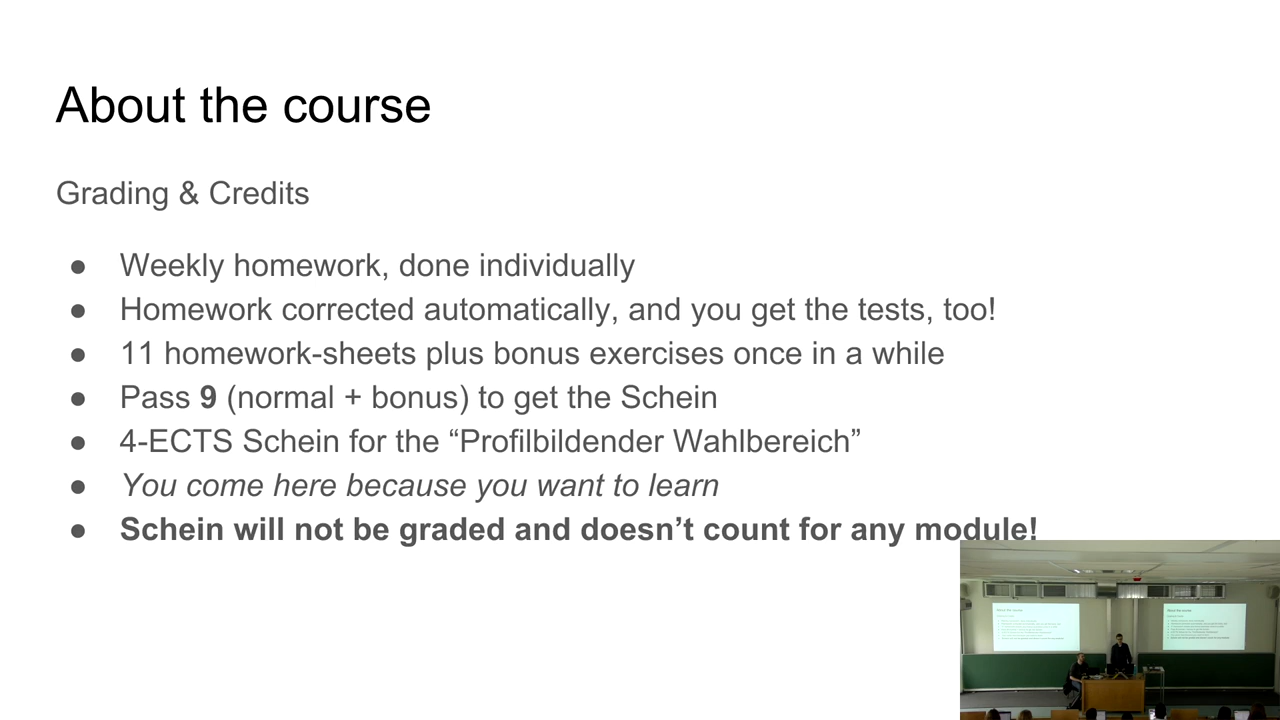 About the course
Grading & Credits
● Weekly homework, done individually
● Homework corrected automatically, and you get the tests, too!
● 11 homework-sheets plus bonus exercises once in a while
● Pass 9 (normal + bonus) to get the Schein
● 4-ECTS Schein for the “Profilbildender Wahlbereich”
● You come here because you want to learn
● Schein will not be graded and doesn’t count for any module!